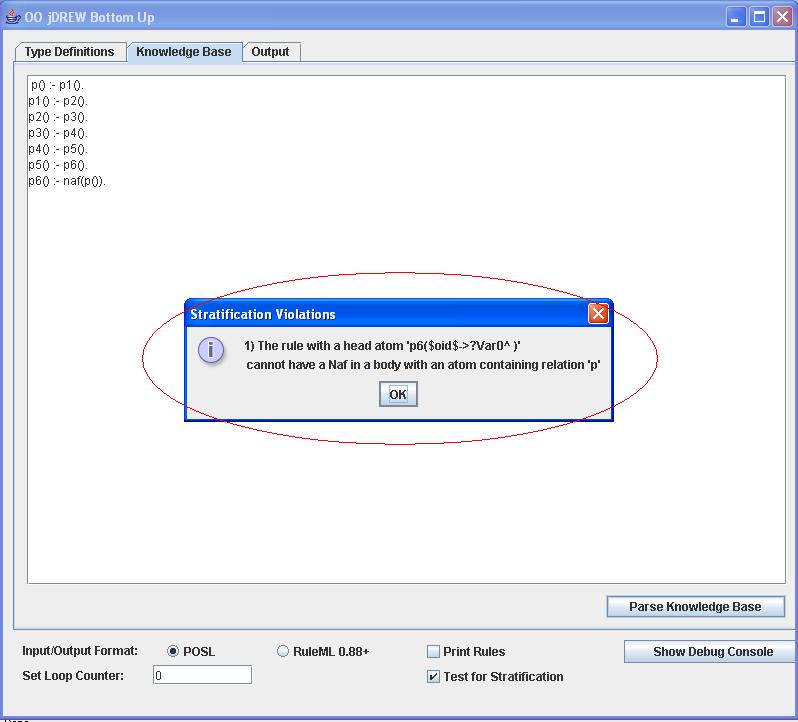 OO jDREW Bottom Up
Type Definitions Knowledge Base Output
p() :- p1().
p1() :- p2().
p2() :- p3().
p3() :- p4().
p4() :- p5().
p5() :- p6().
p6() :- naf(p()).
Stratification Violations
1) The rule with a head atom 'p6($oid$->?Var0^ )'
cannot have a Naf in a body with an atom containing relation 'p'
OK
Parse Knowledge Base
Input/Output Format: POSL RuleML 0.88+ Print Rules Show Debug Console
Set Loop Counter: 0 Test for Stratification